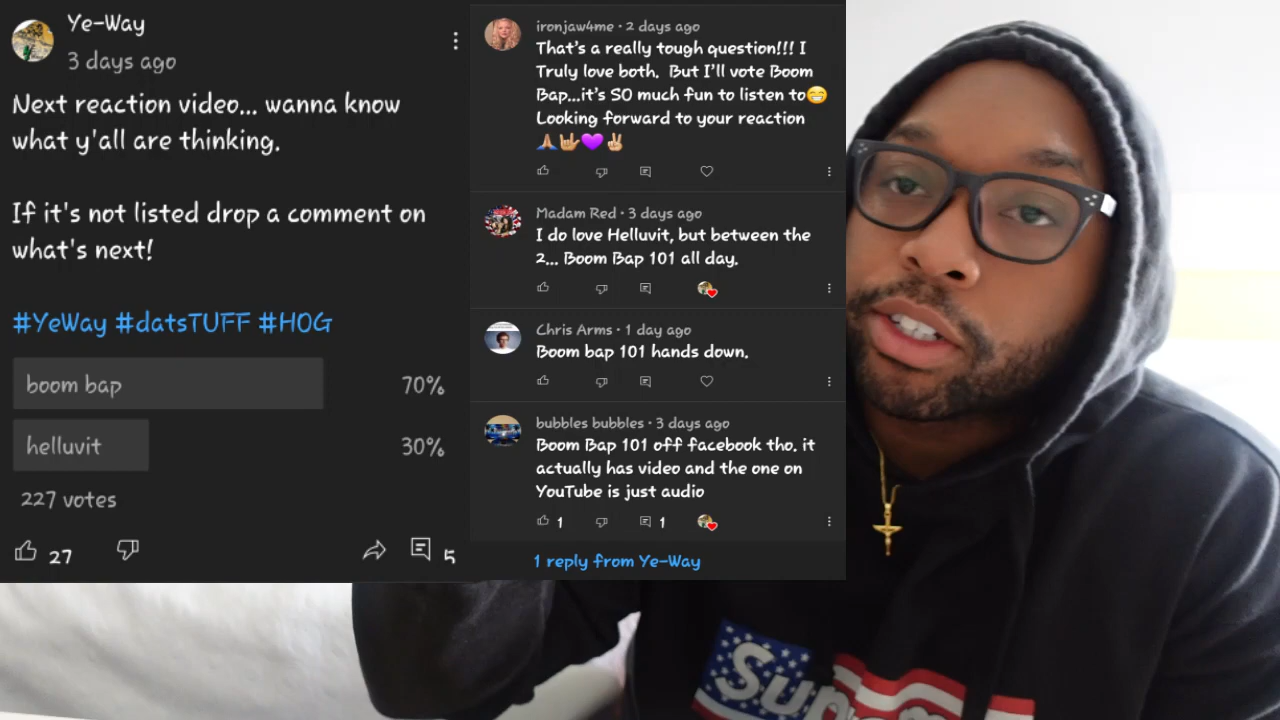 Ye-Way
3 days ago
Next reaction video... wanna know
what y'all are thinking.
If it's not listed drop a comment on
what's next!
#YeWay #datsTUFF #HOG
boom bap 70%
helluvit 30%
227 votes
27
5
ironjaw4me · 2 days ago
That's a really tough question!!! I
Truly love both. But I'll vote Boom
Bap...it's SO much fun to listen to😁
Looking forward to your reaction
🙏🏼🤟🏼💜✌🏼
Madam Red · 3 days ago
I do love Helluvit, but between the
2... Boom Bap 101 all day.
Chris Arms · 1 day ago
Boom bap 101 hands down.
bubbles bubbles · 3 days ago
Boom Bap 101 off facebook tho. it
actually has video and the one on
YouTube is just audio
1 1
1 reply from Ye-Way